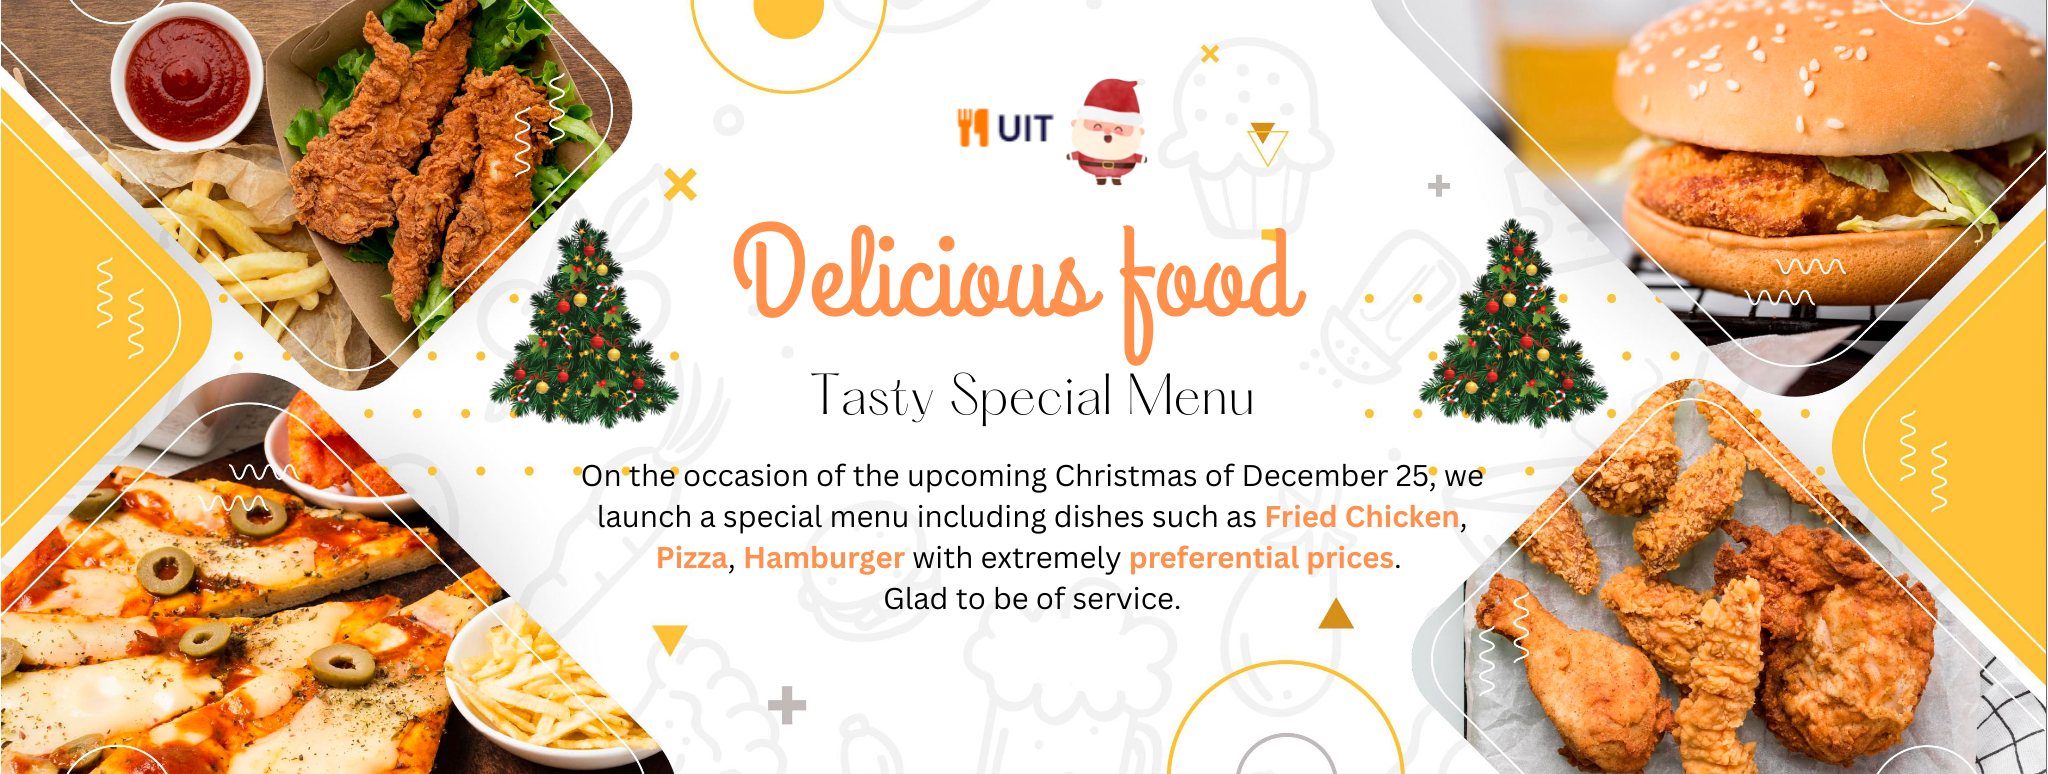 UIT
Delicious food
Tasty Special Menu
On the occasion of the upcoming Christmas of December 25, we
launch a special menu including dishes such as Fried Chicken,
Pizza, Hamburger with extremely preferential prices.
Glad to be of service.